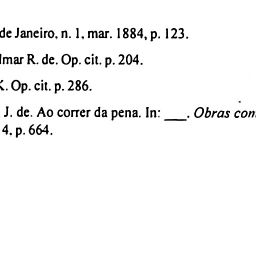 de Janeiro, n. 1, mar. 1884, p. 123.
lmar R. de. Op. cit. p. 204.
K. Op. cit. p. 286.
J. de. Ao correr da pena. In: ___. Obras com
4, p. 664.